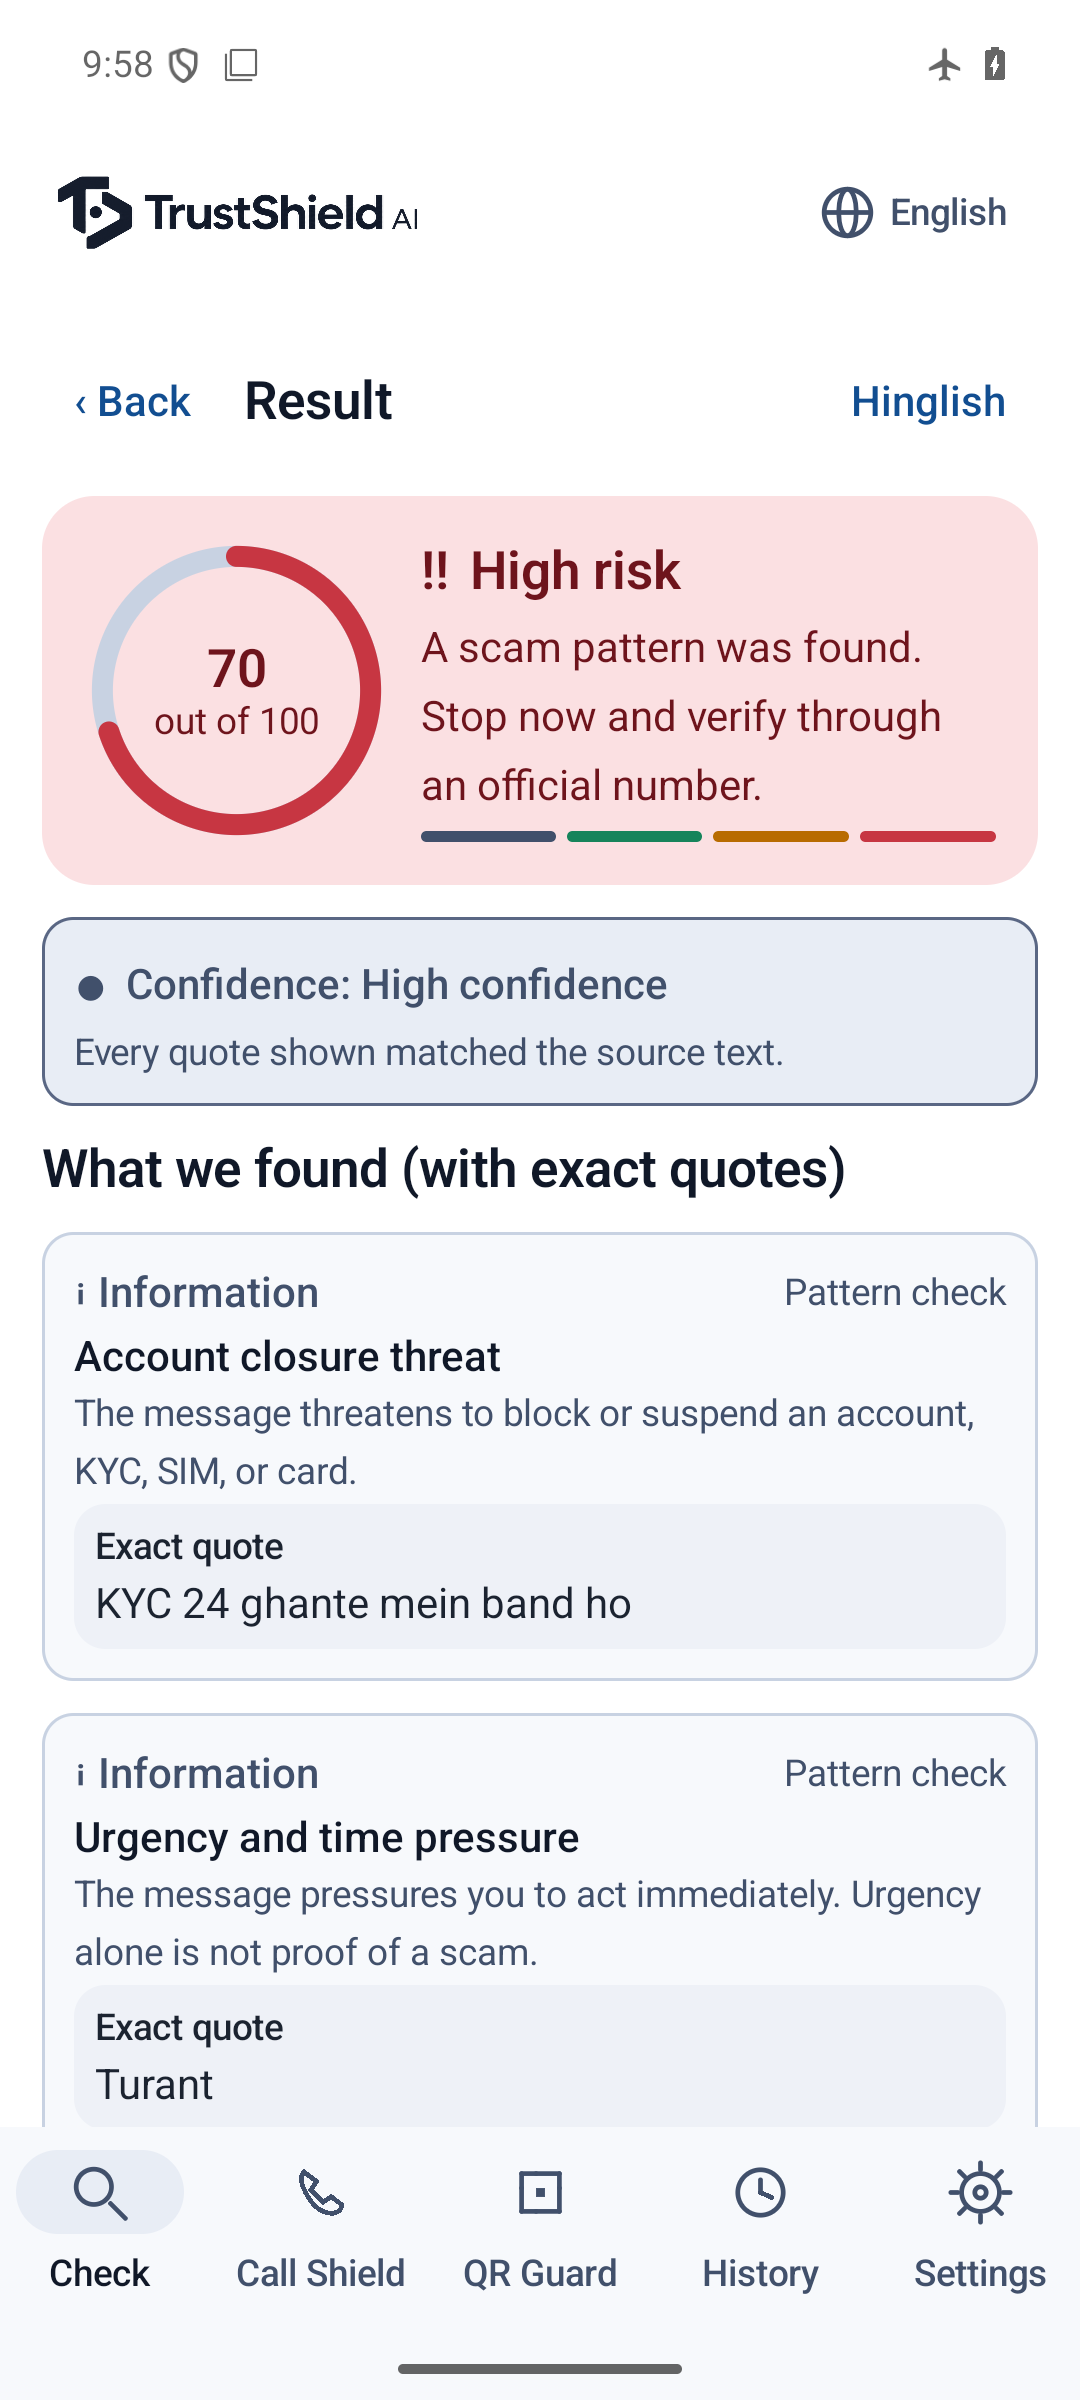 9:58
TrustShield AI
English
‹ Back
Result
Hinglish
70
out of 100
!! High risk
A scam pattern was found.
Stop now and verify through
an official number.
Confidence: High confidence
Every quote shown matched the source text.
What we found (with exact quotes)
i Information
Pattern check
Account closure threat
The message threatens to block or suspend an account,
KYC, SIM, or card.
Exact quote
KYC 24 ghante mein band ho
i Information
Pattern check
Urgency and time pressure
The message pressures you to act immediately. Urgency
alone is not proof of a scam.
Exact quote
Turant
Check
Call Shield
QR Guard
History
Settings